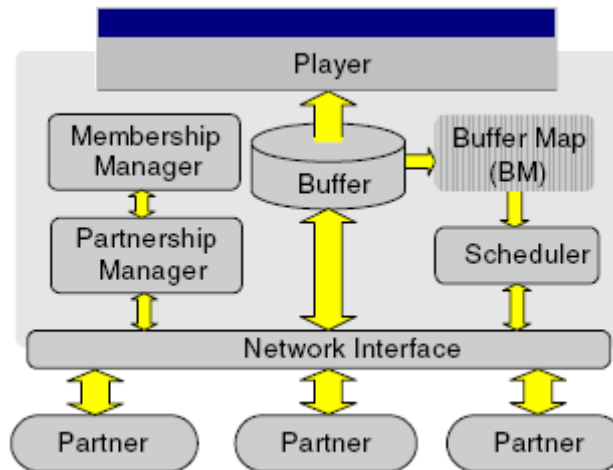 Player
Membership
Manager
Buffer
Buffer Map
(BM)
Partnership
Manager
Scheduler
Network Interface
Partner
Partner
Partner